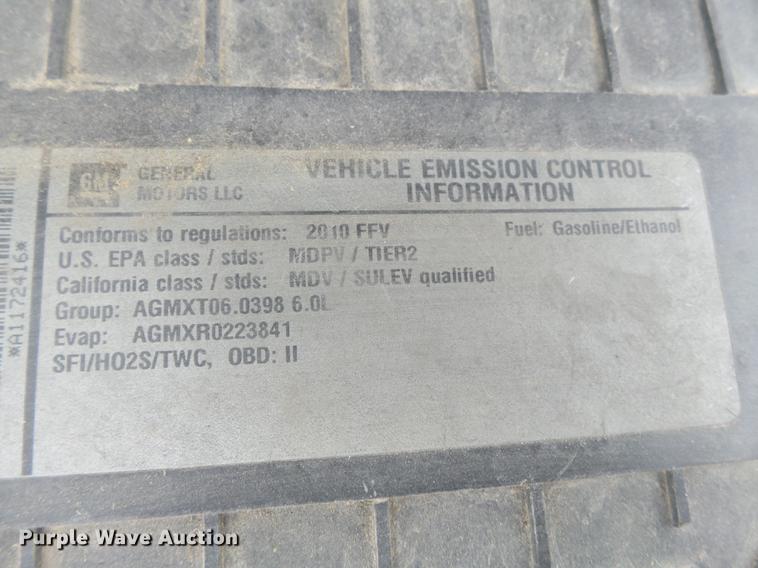 GM GENERAL MOTORS LLC
VEHICLE EMISSION CONTROL
INFORMATION
Conforms to regulations: 2010 FFV Fuel: Gasoline/Ethanol
U.S. EPA class / stds: MDPV / TIER2
California class / stds: MDV / SULEV qualified
Group: AGMXT06.0398 6.0L
Evap: AGMXR0223841
SFI/HO2S/TWC, OBD: II
*A1172416*
Purple Wave Auction